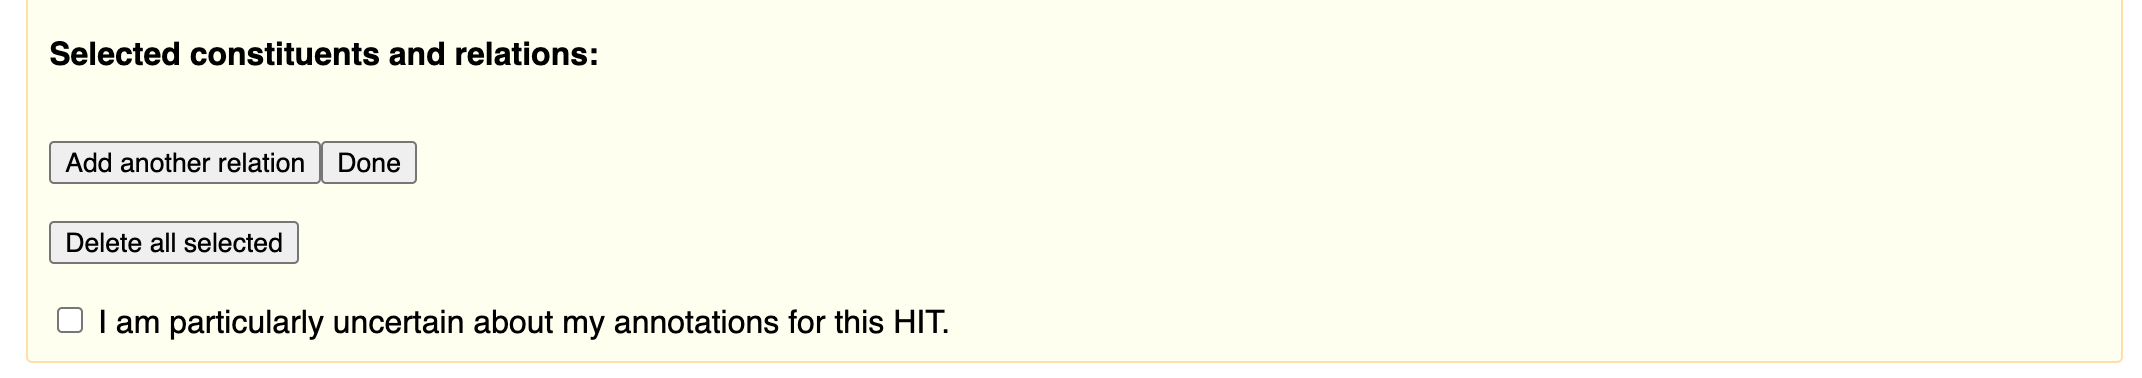 Selected constituents and relations:
Add another relation Done
Delete all selected
I am particularly uncertain about my annotations for this HIT.